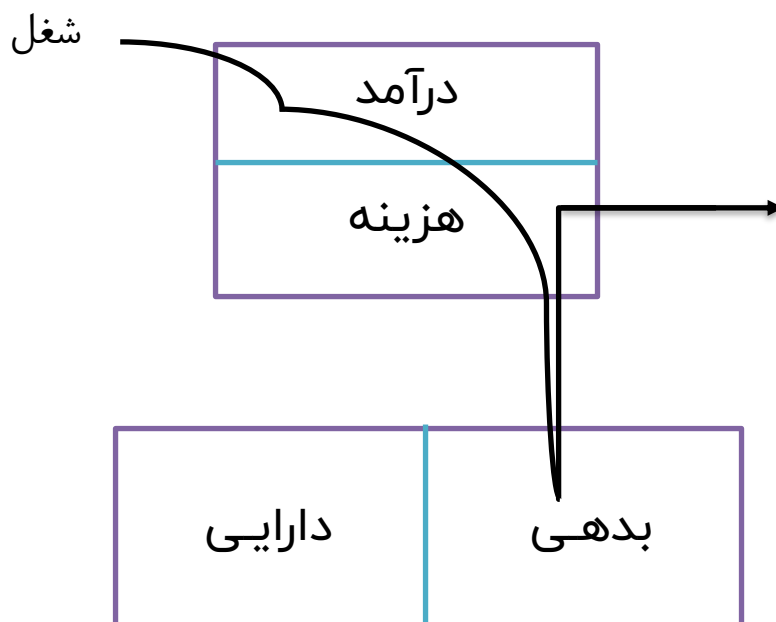 شغل
درآمد
هزینه
بدهی
دارایی